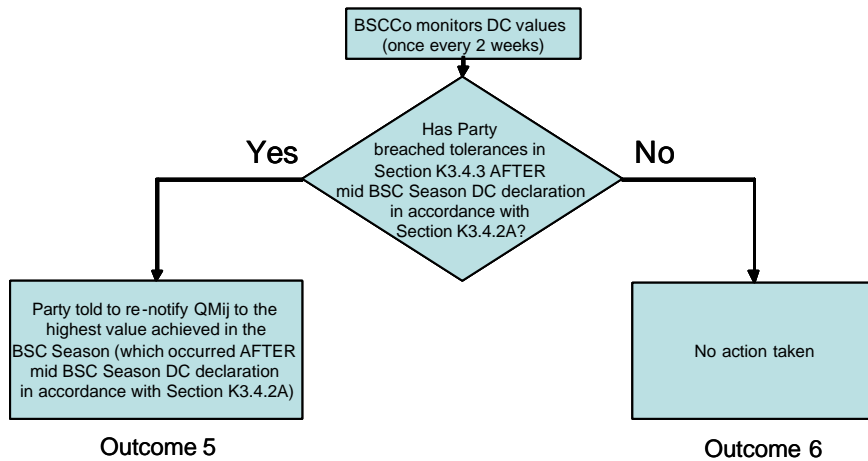 BSCCo monitors DC values
(once every 2 weeks)
Has Party
breached tolerances in
Section K3.4.3 AFTER
mid BSC Season DC declaration
in accordance with
Section K3.4.2A?
Yes
No
Party told to re-notify QMij to the
highest value achieved in the
BSC Season (which occurred AFTER
mid BSC Season DC declaration
in accordance with Section K3.4.2A)
No action taken
Outcome 5
Outcome 6